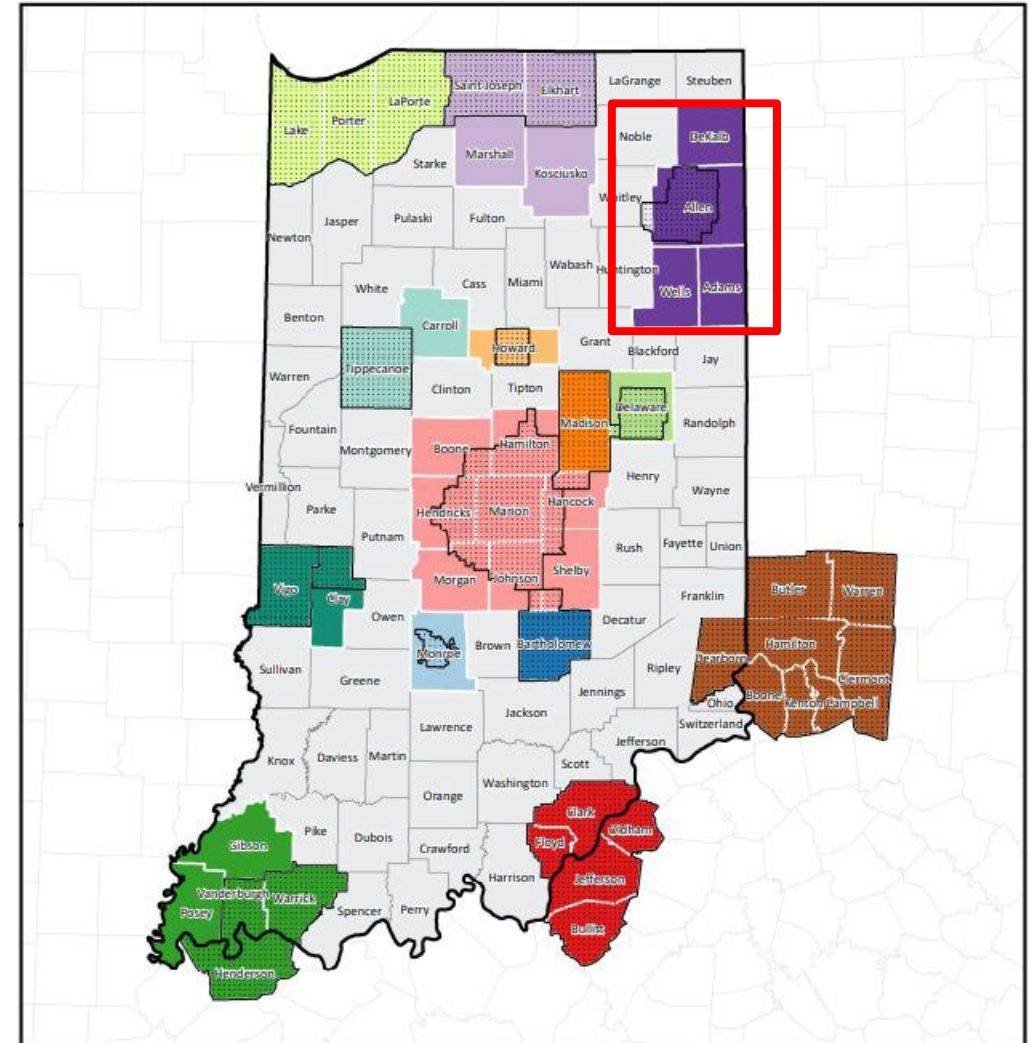 LaGrange
Steuben
Saint Joseph
Elkhart
LaPorte
Porter
Lake
Noble
DeKalb
Marshall
Starke
Kosciusko
Whitley
Allen
Jasper
Pulaski
Fulton
Newton
Wabash
Huntington
Miami
Cass
White
Wells
Adams
Benton
Carroll
Howard
Grant
Blackford
Jay
Tippecanoe
Warren
Clinton
Tipton
Delaware
Madison
Randolph
Fountain
Montgomery
Boone
Hamilton
Henry
Vermillion
Wayne
Parke
Hendricks
Marion
Hancock
Putnam
Rush
Fayette
Union
Morgan
Johnson
Shelby
Vigo
Clay
Franklin
Butler
Warren
Owen
Decatur
Monroe
Brown
Bartholomew
Hamilton
Dearborn
Sullivan
Greene
Ripley
Clermont
Jennings
Boone
Kenton
Campbell
Ohio
Jackson
Switzerland
Lawrence
Jefferson
Knox
Daviess
Martin
Scott
Washington
Orange
Clark
Oldham
Pike
Dubois
Gibson
Crawford
Floyd
Harrison
Jefferson
Vanderburgh
Warrick
Posey
Spencer
Perry
Bullitt
Henderson